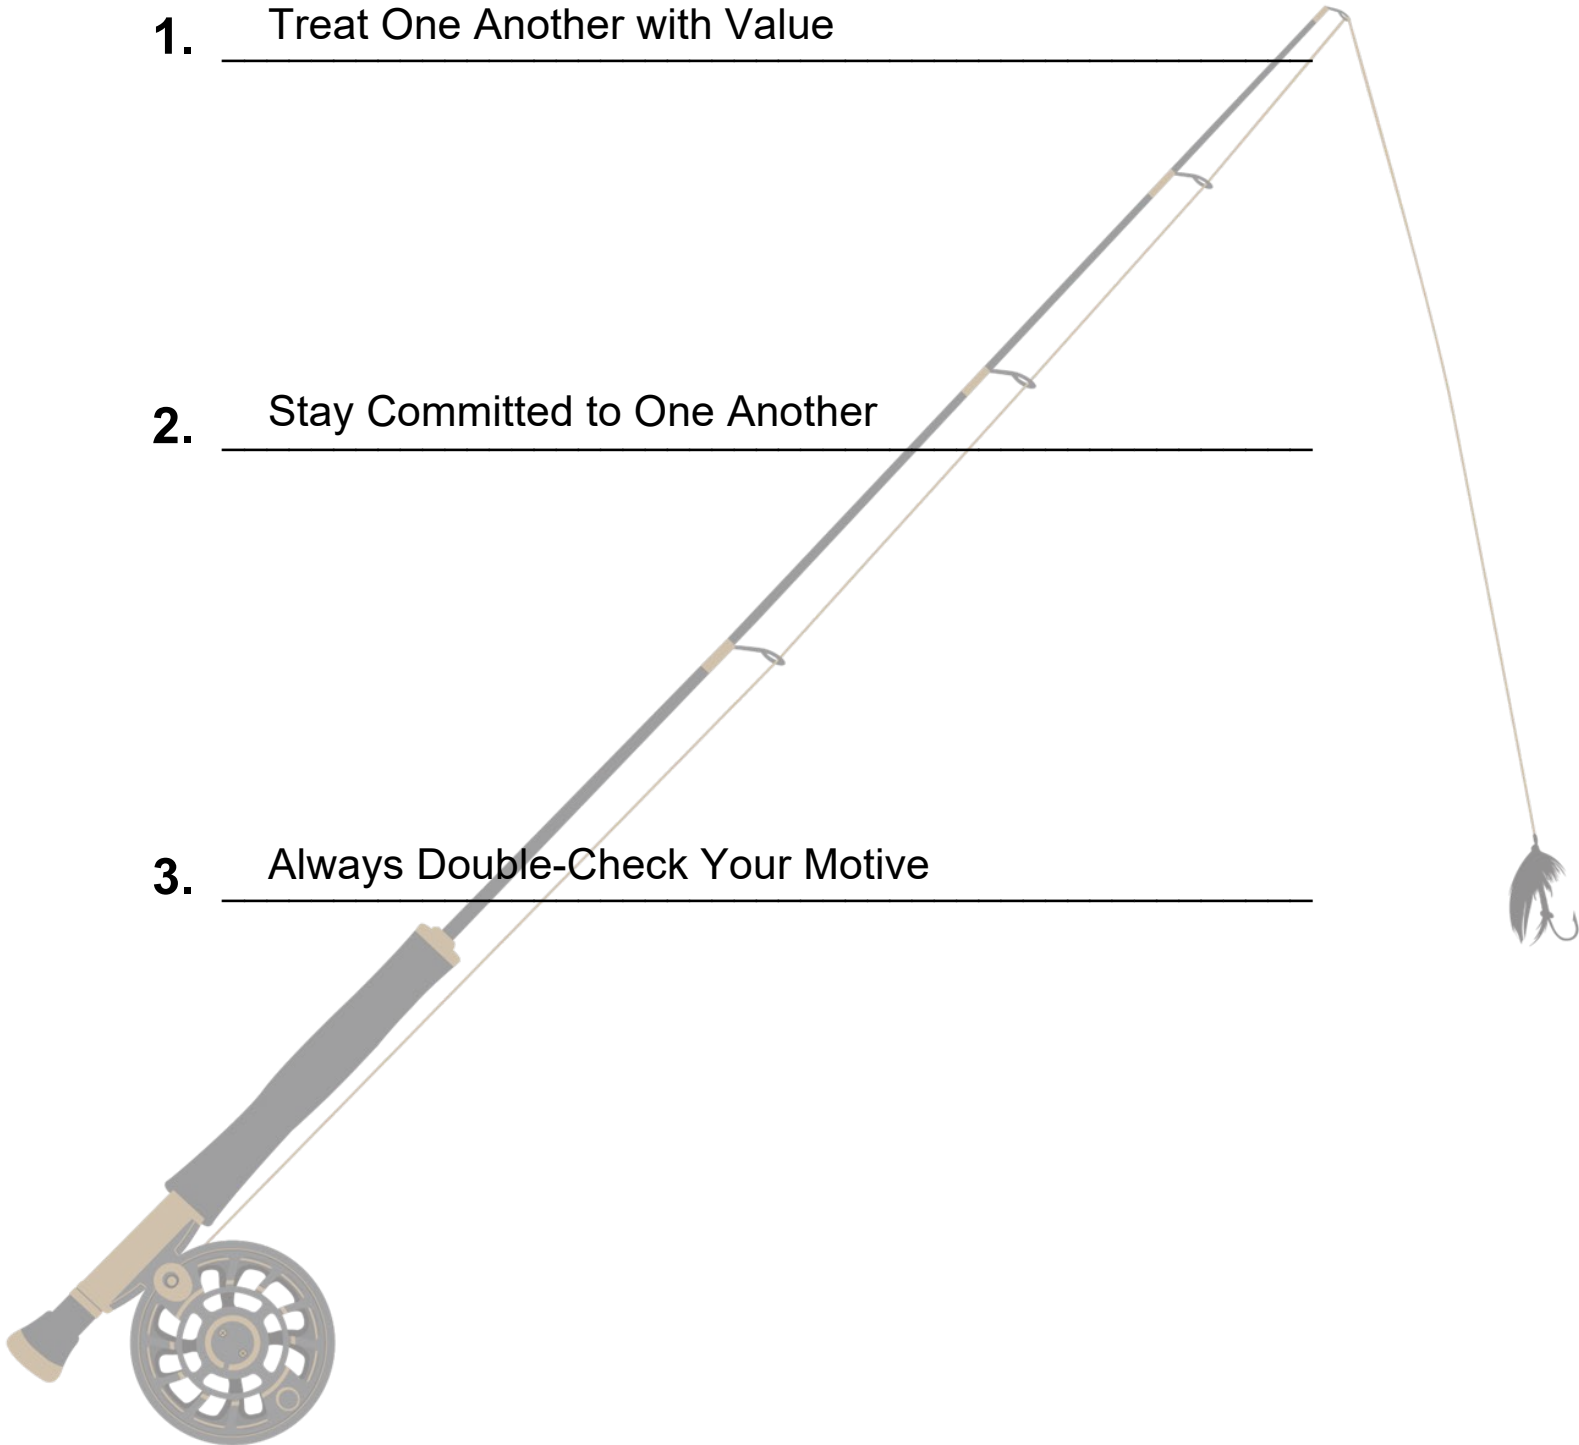 1. Treat One Another with Value
2. Stay Committed to One Another
3. Always Double-Check Your Motive